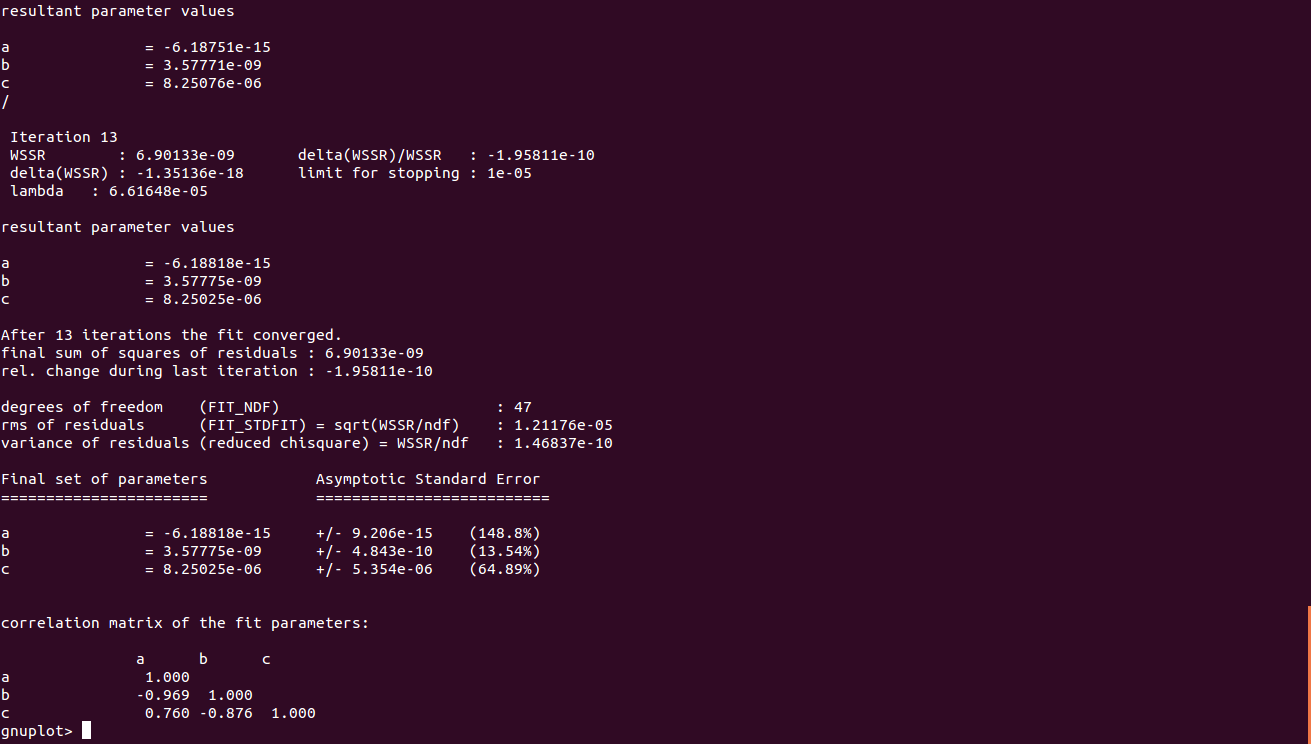 resultant parameter values
a               = -6.18751e-15
b               = 3.57771e-09
c               = 8.25076e-06
/
 Iteration 13
 WSSR        : 6.90133e-09       delta(WSSR)/WSSR   : -1.95811e-10
 delta(WSSR) : -1.35136e-18      limit for stopping : 1e-05
 lambda   : 6.61648e-05
resultant parameter values
a               = -6.18818e-15
b               = 3.57775e-09
c               = 8.25025e-06
After 13 iterations the fit converged.
final sum of squares of residuals : 6.90133e-09
rel. change during last iteration : -1.95811e-10
degrees of freedom    (FIT_NDF)                        : 47
rms of residuals      (FIT_STDFIT) = sqrt(WSSR/ndf)    : 1.21176e-05
variance of residuals (reduced chisquare) = WSSR/ndf   : 1.46837e-10
Final set of parameters            Asymptotic Standard Error
=======================            ==========================
a               = -6.18818e-15     +/- 9.206e-15    (148.8%)
b               = 3.57775e-09      +/- 4.843e-10    (13.54%)
c               = 8.25025e-06      +/- 5.354e-06    (64.89%)
correlation matrix of the fit parameters:
               a      b      c
a               1.000
b              -0.969  1.000
c               0.760 -0.876  1.000
gnuplot>